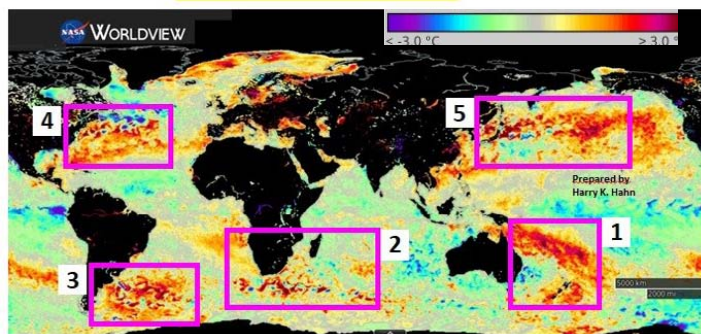 NASA WORLDVIEW
< -3.0 °C
> 3.0 °
4
5
Prepared by
Harry K. Hahn
2
1
3
5000 km
2000 mi